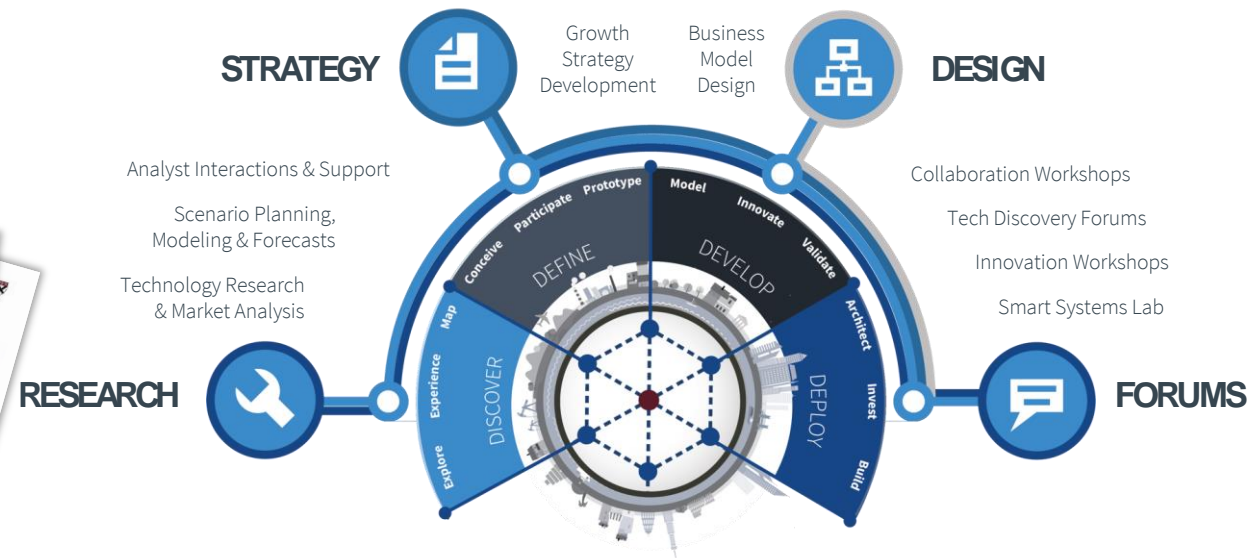 STRATEGY
Growth
Strategy
Development
Business
Model
Design
DESIGN
Analyst Interactions & Support
Scenario Planning,
Modeling & Forecasts
Technology Research
& Market Analysis
Collaboration Workshops
Tech Discovery Forums
Innovation Workshops
Smart Systems Lab
RESEARCH
FORUMS
Explore
Experience
Map
DISCOVER
Conceive
Participate
Prototype
DEFINE
Model
Innovate
Validate
DEVELOP
Architect
Invest
Build
DEPLOY